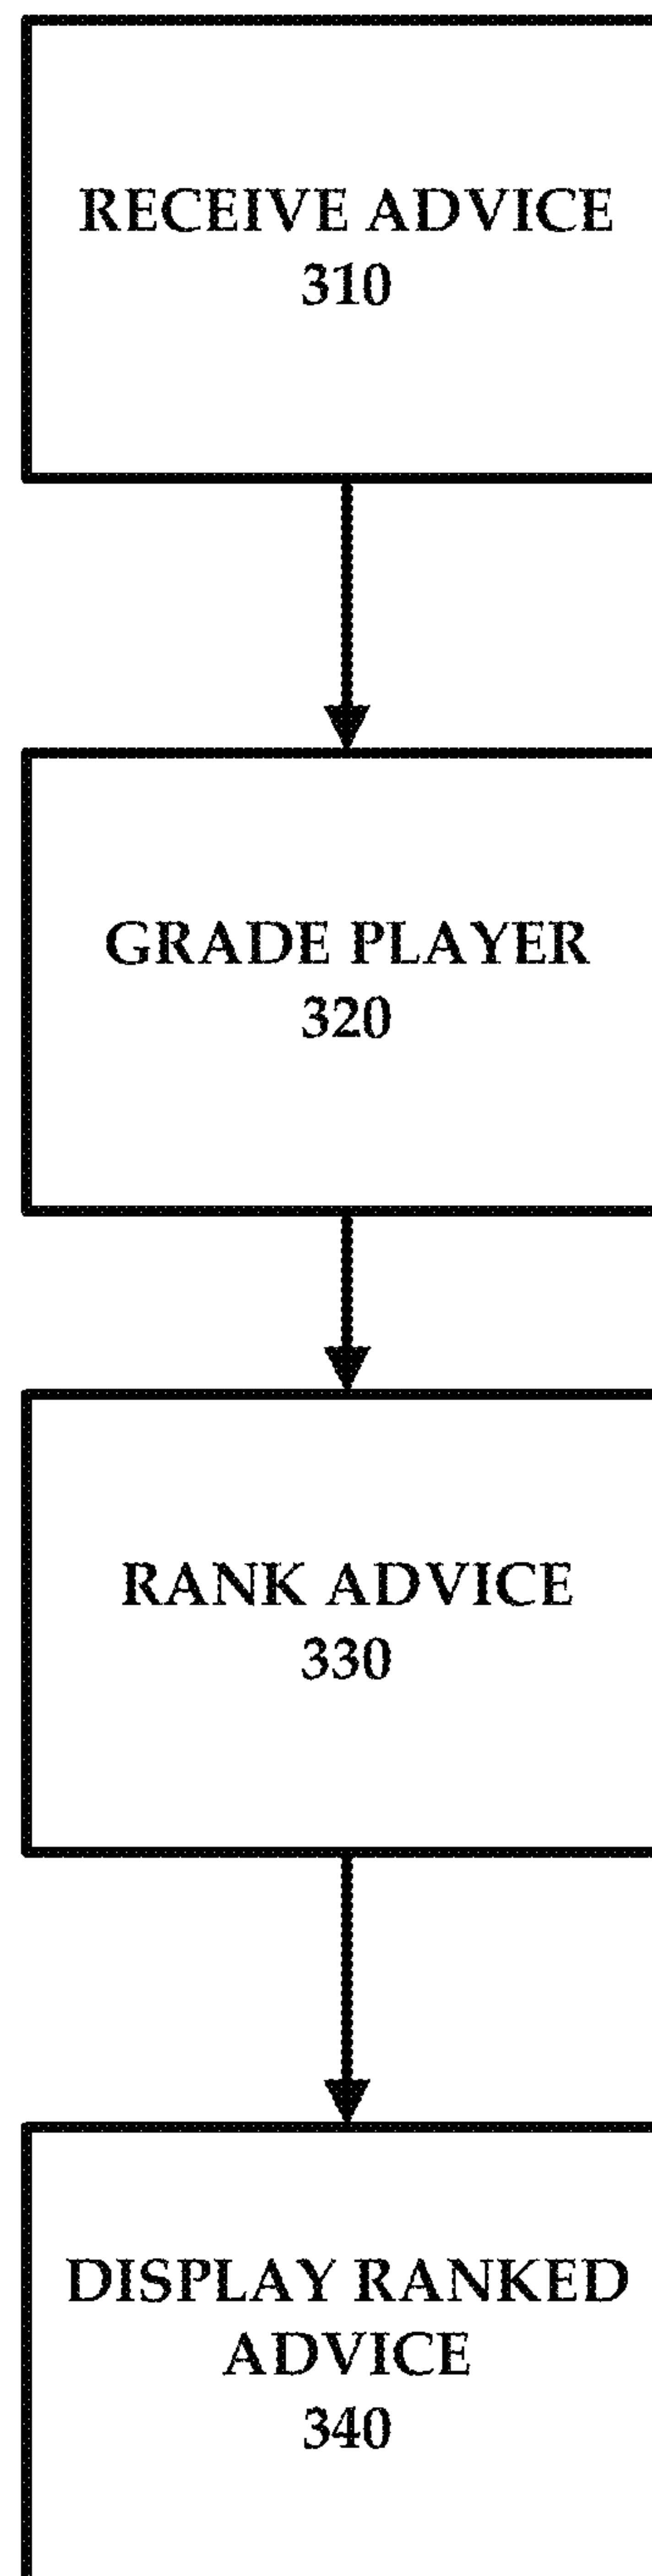 RECEIVE ADVICE
310
GRADE PLAYER
320
RANK ADVICE
330
DISPLAY RANKED
ADVICE
340